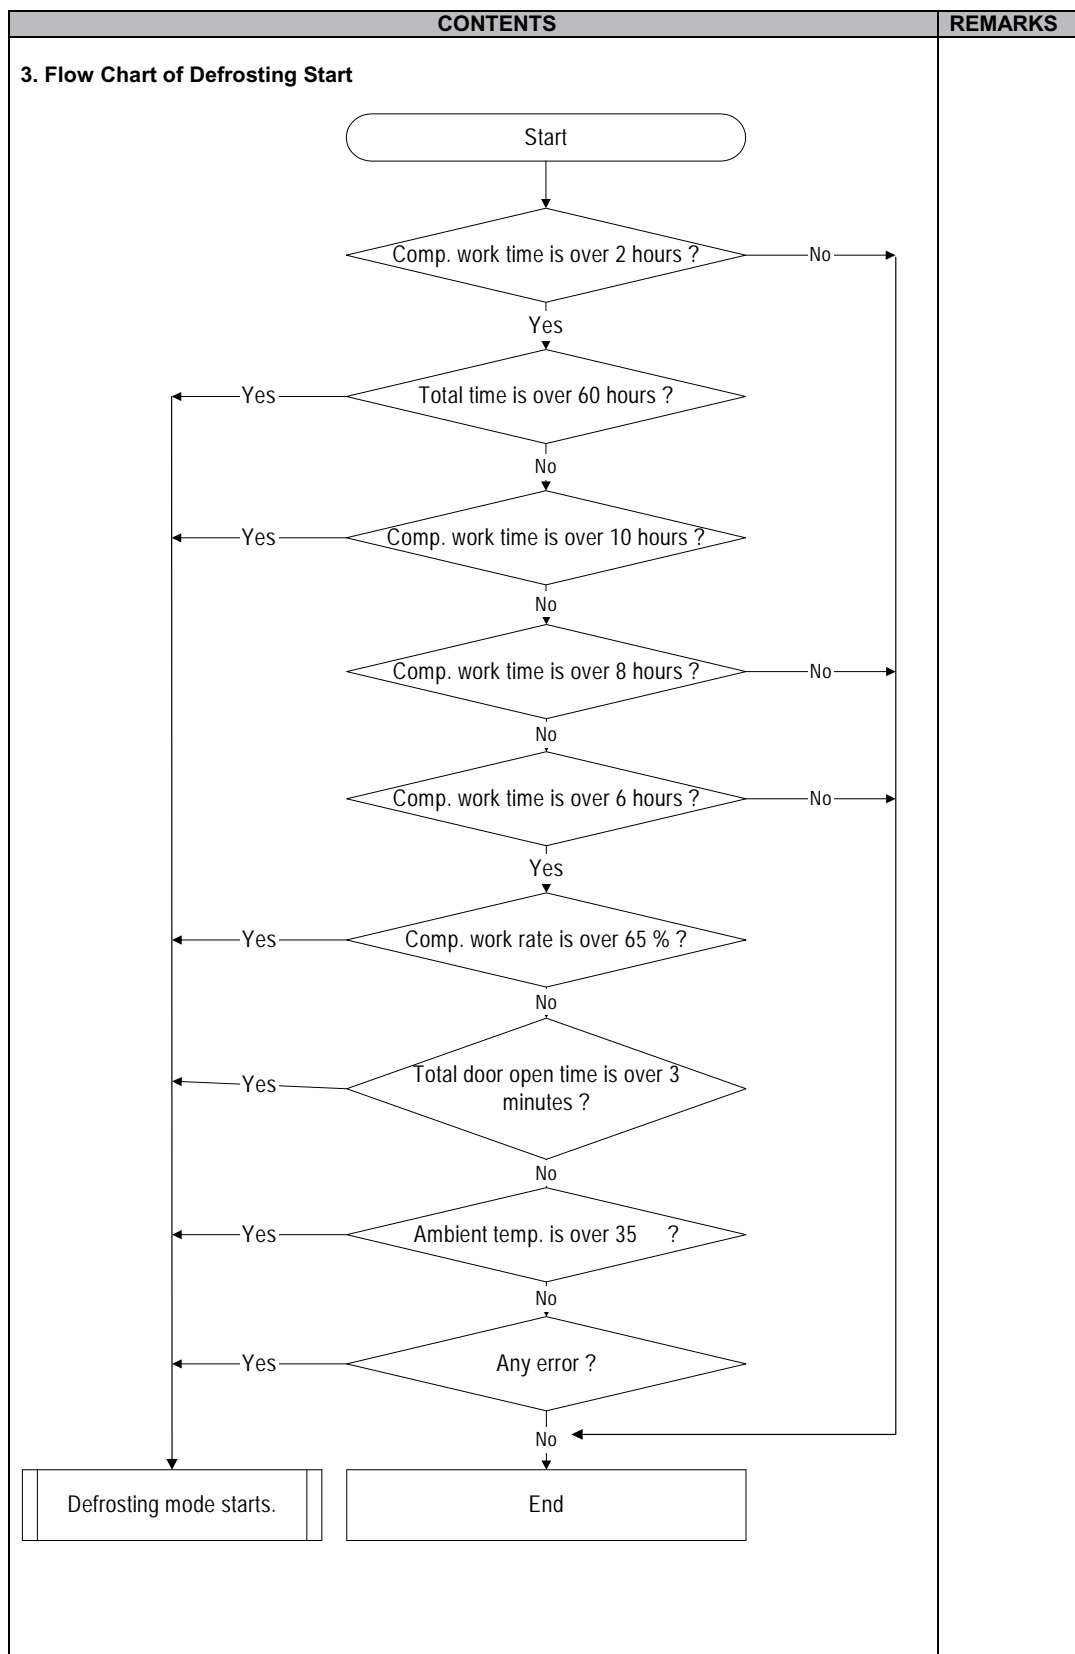 CONTENTS
REMARKS
3. Flow Chart of Defrosting Start
Start
Comp. work time is over 2 hours ?
No
Yes
Total time is over 60 hours ?
Yes
No
Comp. work time is over 10 hours ?
Yes
No
Comp. work time is over 8 hours ?
No
No
Comp. work time is over 6 hours ?
No
Yes
Comp. work rate is over 65 % ?
Yes
No
Total door open time is over 3
minutes ?
Yes
No
Ambient temp. is over 35 ?
Yes
No
Any error ?
Yes
No
Defrosting mode starts.
End